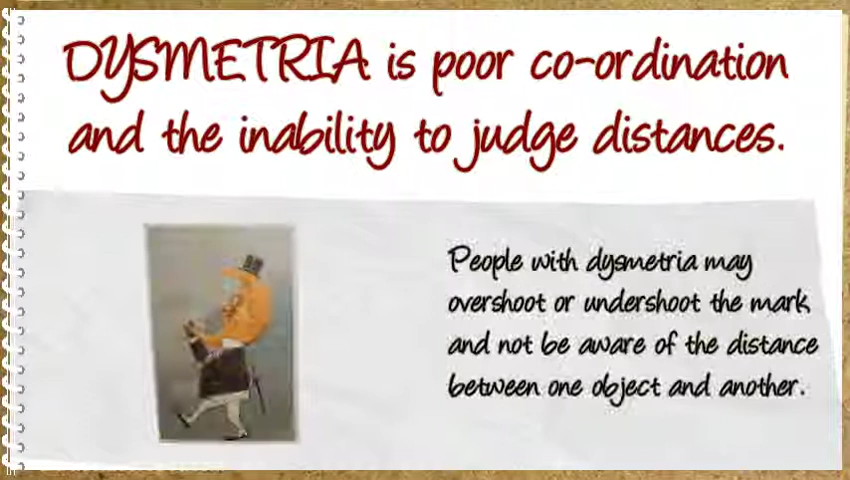 DYSMETRIA is poor co-ordination
and the inability to judge distances.
People with dysmetria may
overshoot or undershoot the mark
and not be aware of the distance
between one object and another.